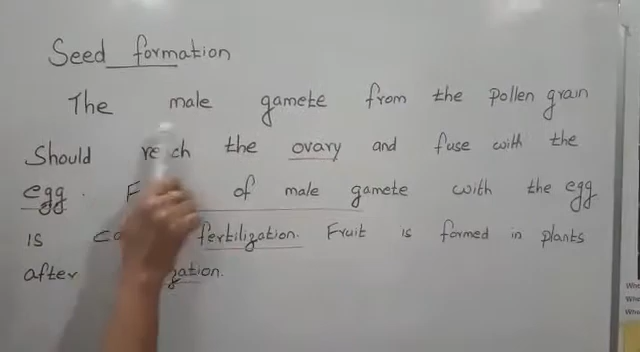 Seed formation
The male gamete from the pollen grain
Should the ovary and fuse with the
egg. of male gamete with the egg
is fertilization. Fruit is formed in plants
after